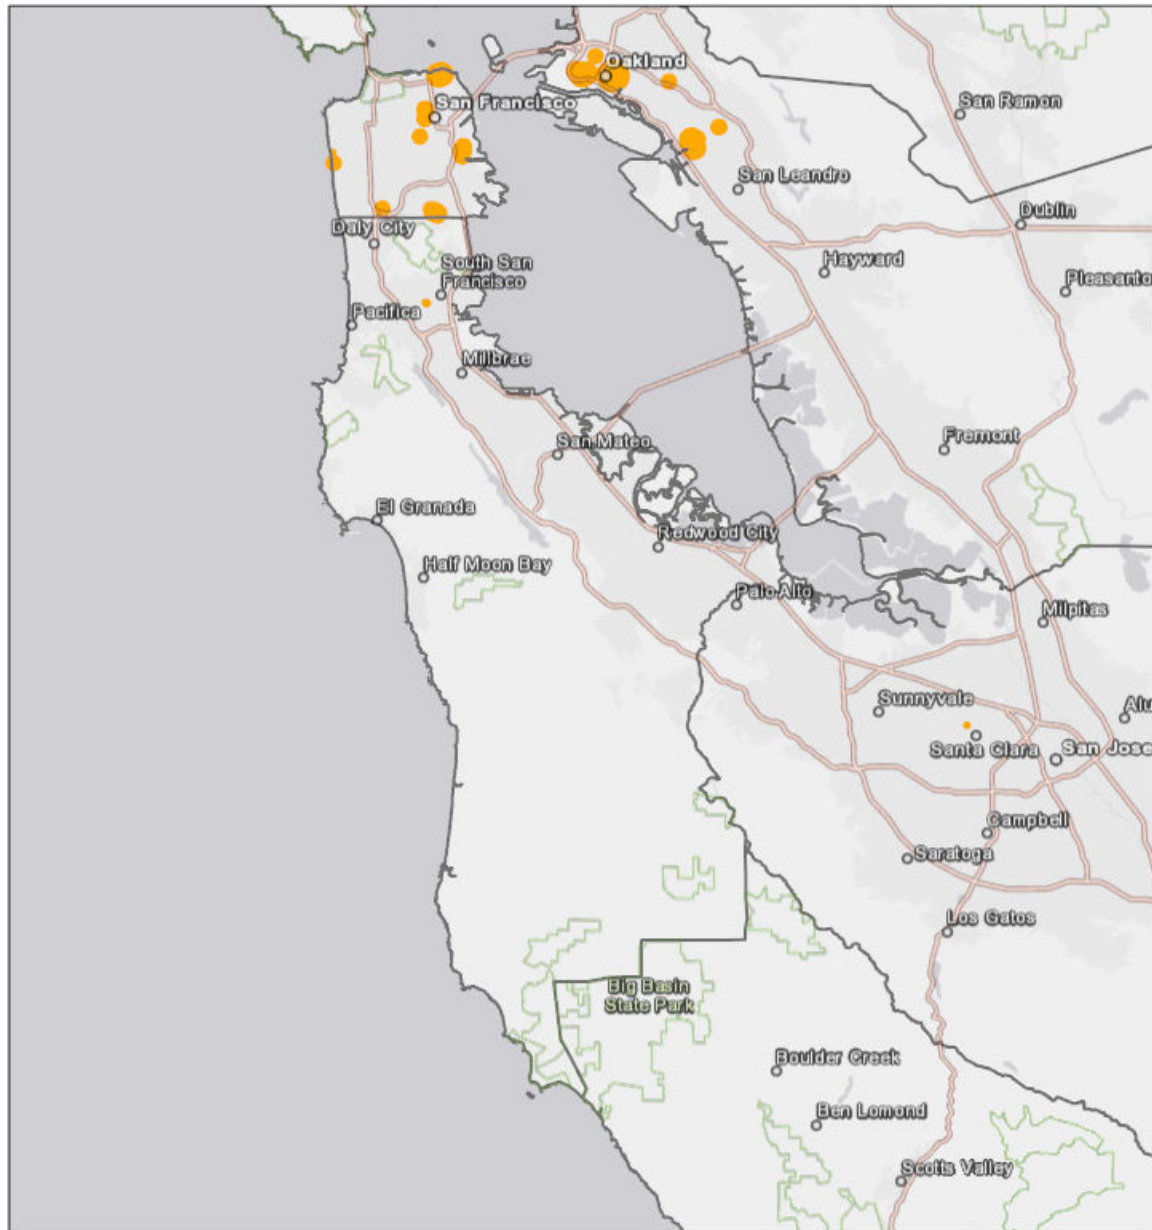 Oakland
San Ramon
San Francisco
San Leandro
Dublin
Daly City
Hayward
South San
Francisco
Pleasanto
Pacifica
Millbrae
Fremont
San Mateo
El Granada
Redwood City
Half Moon Bay
Palo Alto
Milpitas
Sunnyvale
Alu
Santa Clara
San Jose
Campbell
Saratoga
Los Gatos
Big Basin
State Park
Boulder Creek
Ben Lomond
Scotts Valley